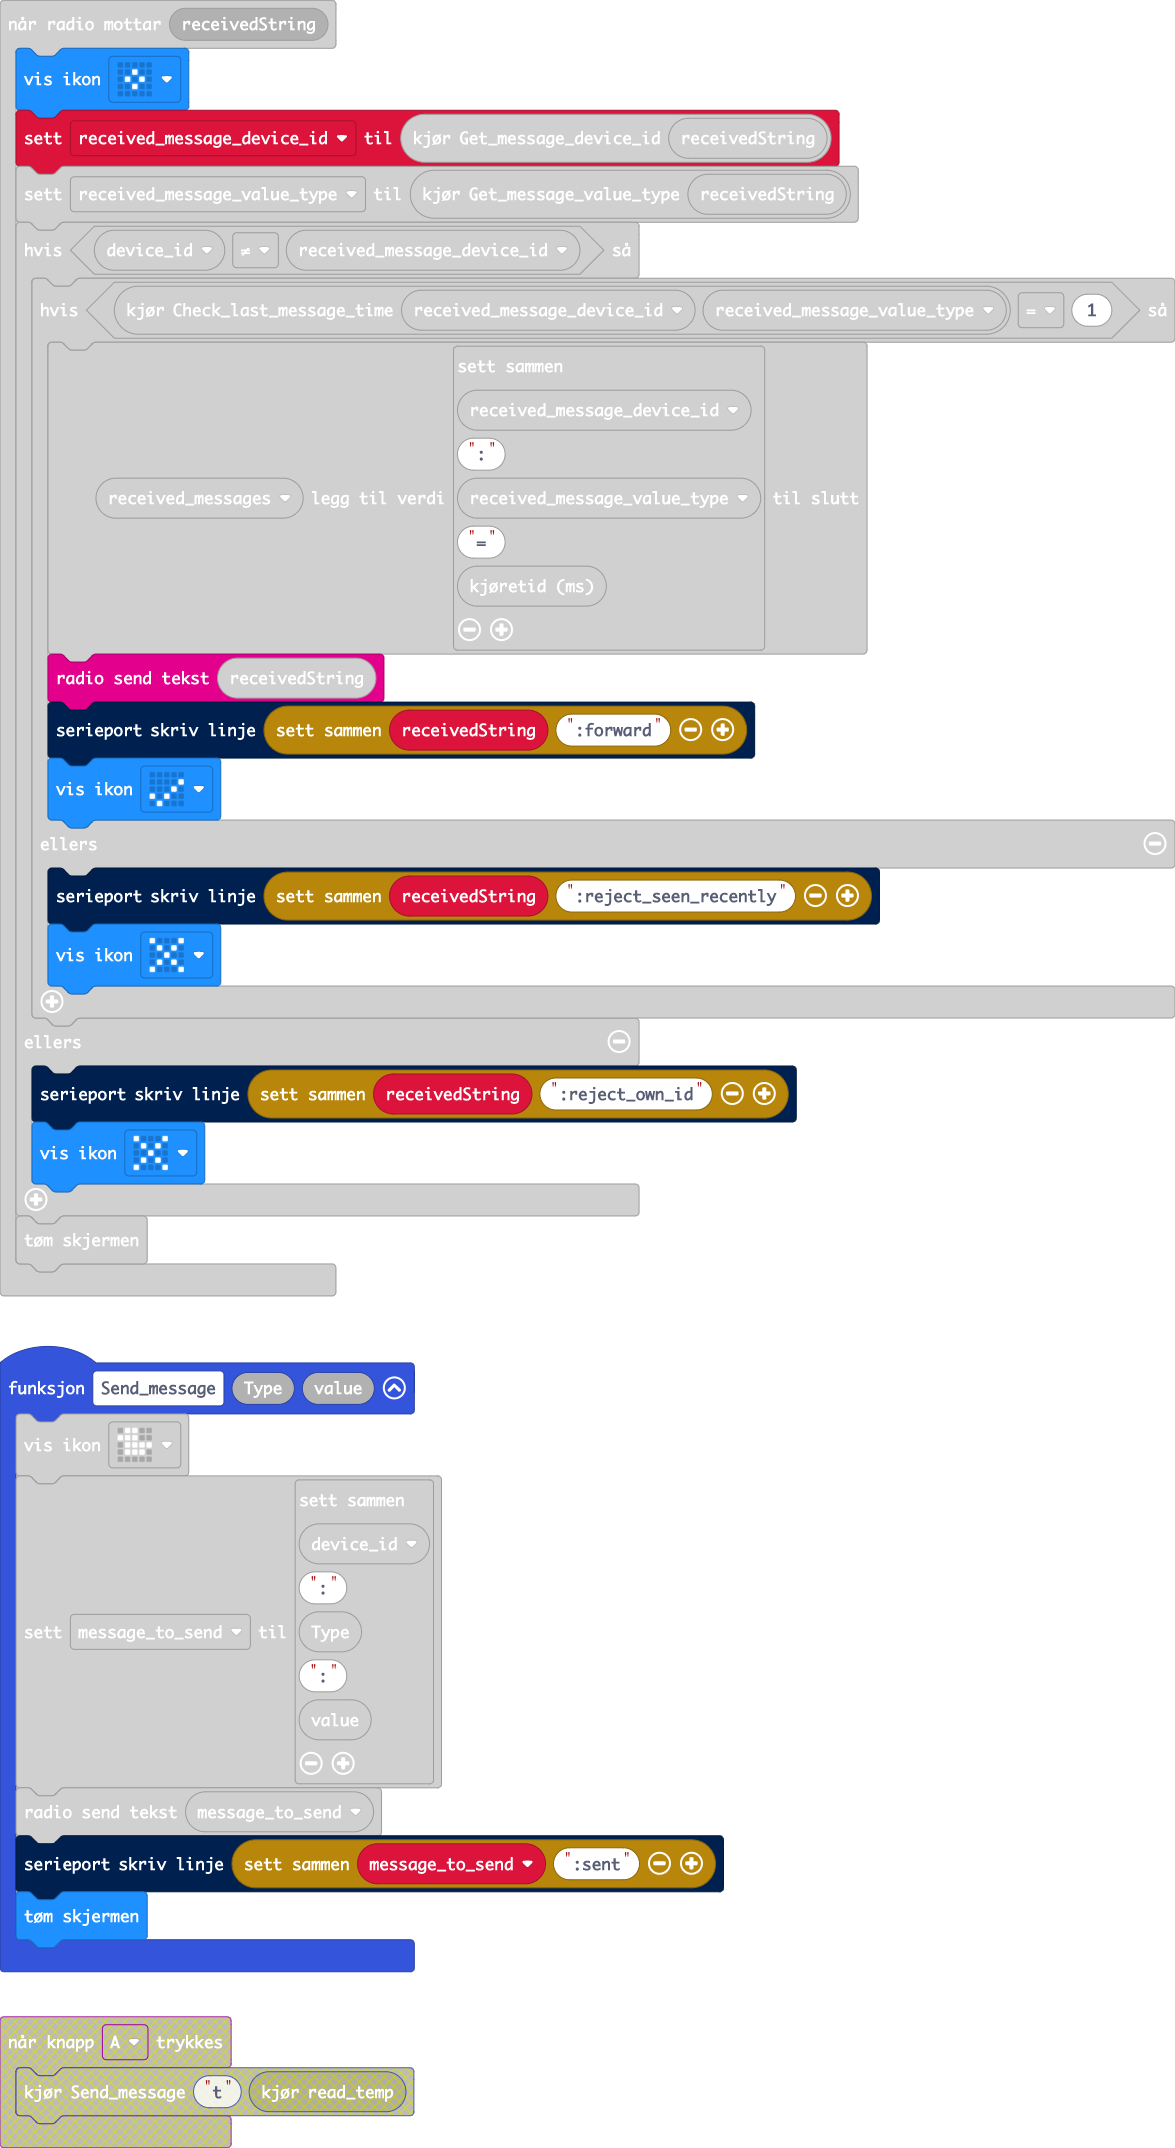 når radio mottar receivedString
vis ikon
sett received_message_device_id til kjør Get_message_device_id receivedString
sett received_message_value_type til kjør Get_message_value_type receivedString
hvis device_id ≠ received_message_device_id så
hvis kjør Check_last_message_time received_message_device_id received_message_value_type = 1 så
sett sammen
received_message_device_id
":"
received_messages legg til verdi received_message_value_type til slutt
"="
kjøretid (ms)
radio send tekst receivedString
serieport skriv linje sett sammen receivedString ":forward"
vis ikon
ellers
serieport skriv linje sett sammen receivedString ":reject_seen_recently"
vis ikon
ellers
serieport skriv linje sett sammen receivedString ":reject_own_id"
vis ikon
tøm skjermen
funksjon Send_message Type value
vis ikon
sett sammen
device_id
":"
sett message_to_send til Type
":"
value
radio send tekst message_to_send
serieport skriv linje sett sammen message_to_send ":sent"
tøm skjermen
når knapp A trykkes
kjør Send_message "t" kjør read_temp